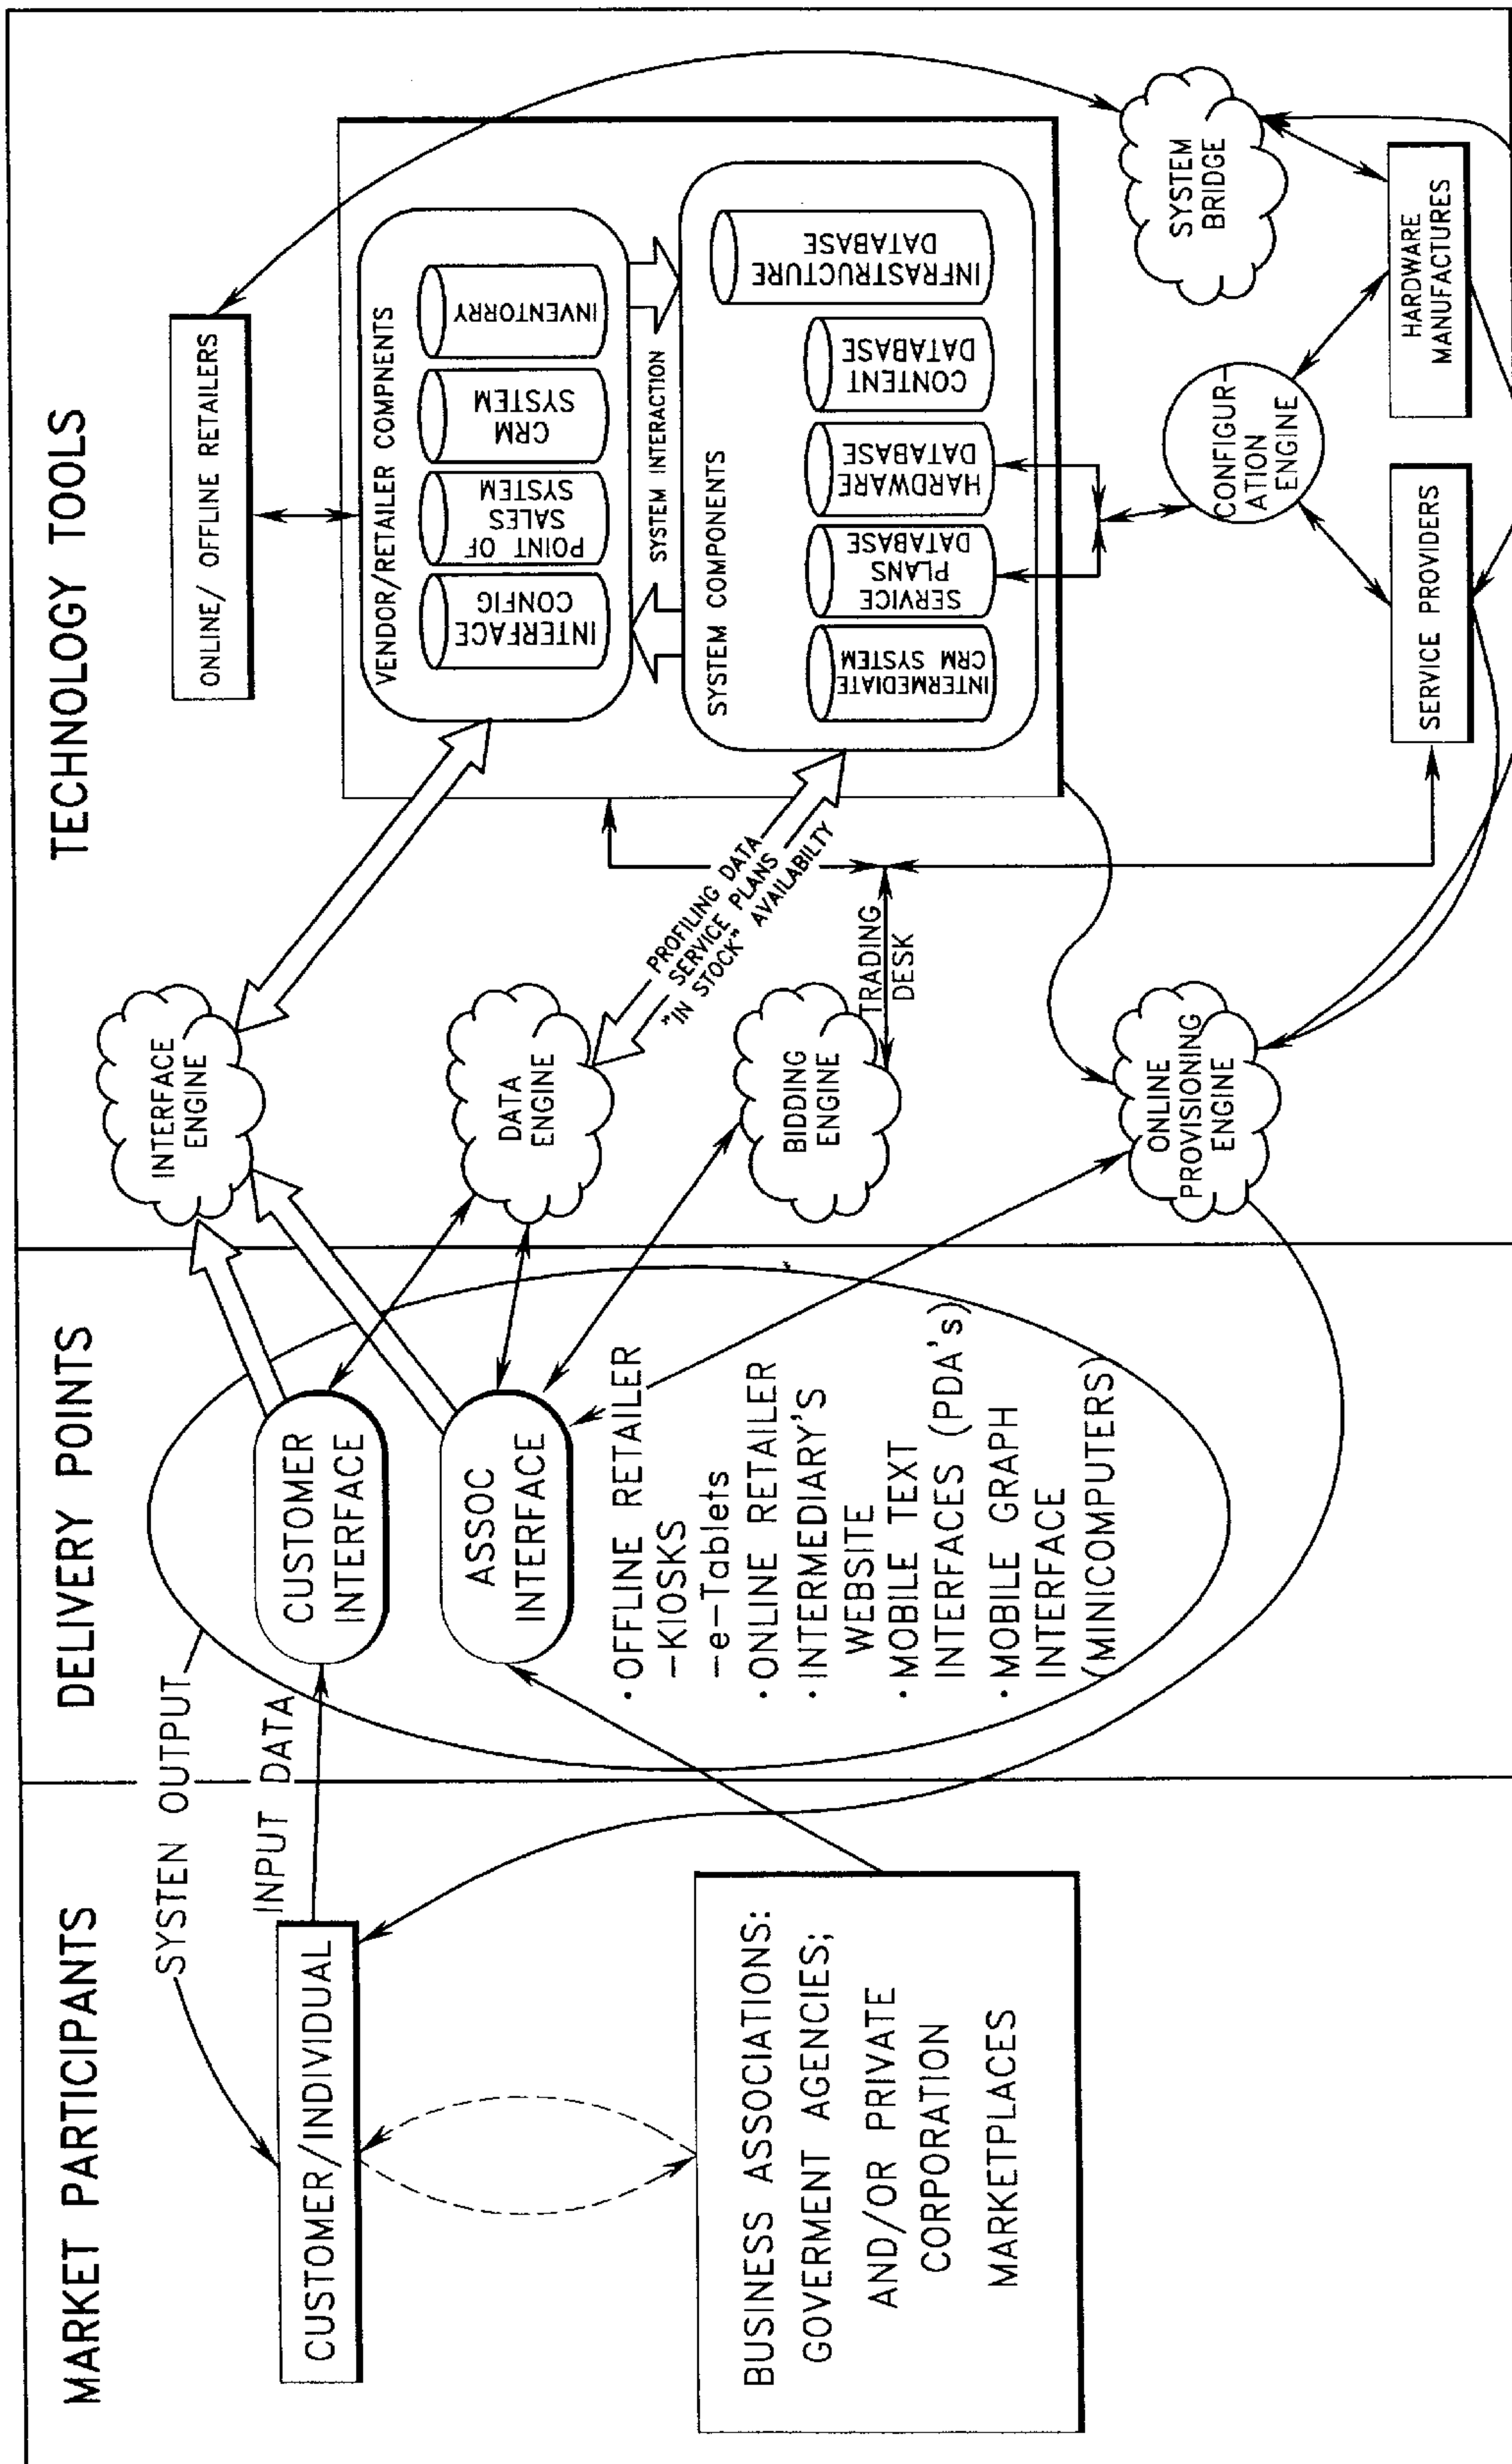 MARKET PARTICIPANTS
DELIVERY POINTS
TECHNOLOGY TOOLS
SYSTEN OUTPUT
INPUT DATA
CUSTOMER/INDIVIDUAL
BUSINESS ASSOCIATIONS:
GOVERMENT AGENCIES;
AND/OR PRIVATE
CORPORATION
MARKETPLACES
CUSTOMER
INTERFACE
ASSOC
INTERFACE
·OFFLINE RETAILER
-KIOSKS
-e-Tablets
·ONLINE RETAILER
·INTERMEDIARY'S
WEBSITE
·MOBILE TEXT
INTERFACES (PDA's)
·MOBILE GRAPH
INTERFACE
(MINICOMPUTERS)
INTERFACE
ENGINE
DATA
ENGINE
BIDDING
ENGINE
ONLINE
PROVISIONING
ENGINE
PROFILING DATA
SERVICE PLANS
"IN STOCK" AVAILABILTY
TRADING
DESK
ONLINE/ OFFLINE RETAILERS
VENDOR/RETAILER COMPNENTS
INTERFACE
CONFIG
POINT OF
SALES
SYSTEM
CRM
SYSTEM
INVENTORRY
SYSTEM INTERACTION
SYSTEM COMPONENTS
INTERMEDIATE
CRM SYSTEM
SERVICE
PLANS
DATABASE
HARDWARE
DATABASE
CONTENT
DATABASE
INFRASTRUCTURE
DATABASE
CONFIGUR-
ATION
ENGINE
SYSTEM
BRIDGE
SERVICE PROVIDERS
HARDWARE
MANUFACTURES